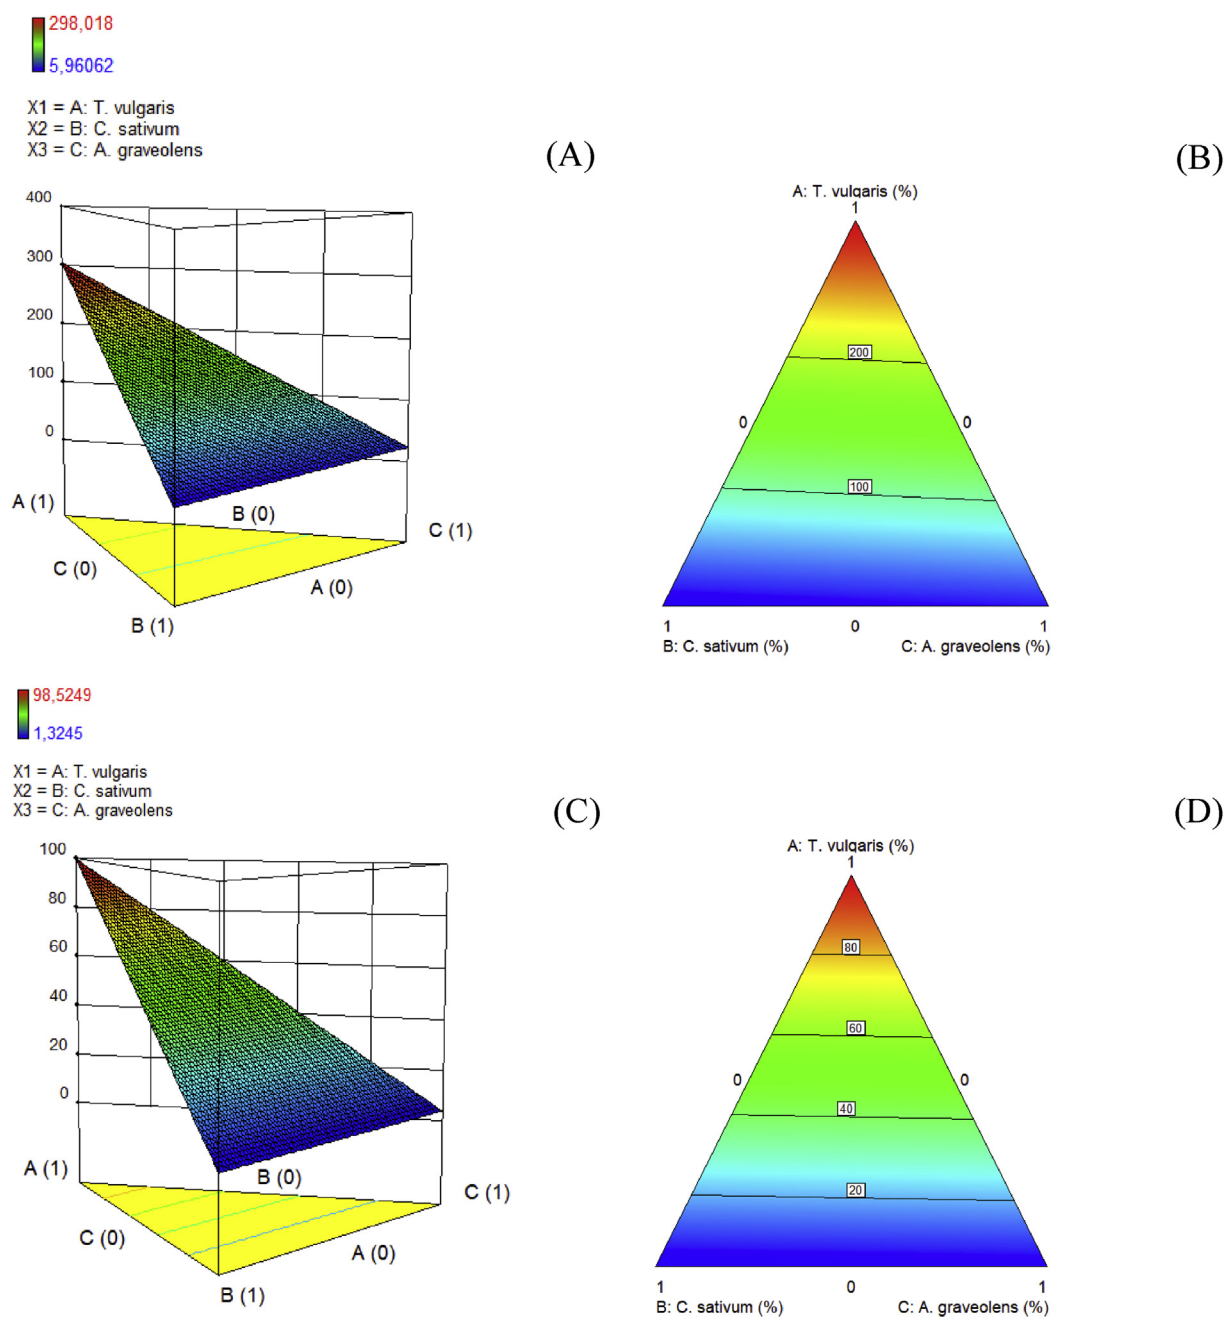 298,018
5,96062
X1 = A: T. vulgaris
X2 = B: C. sativum
X3 = C: A. graveolens
(A)
400
300
200
100
0
A (1)
B (0)
C (1)
C (0)
A (0)
B (1)
(B)
A: T. vulgaris (%)
1
200
0 0
100
1 0 1
B: C. sativum (%) C: A. graveolens (%)
98,5249
1,3245
X1 = A: T. vulgaris
X2 = B: C. sativum
X3 = C: A. graveolens
(C)
100
80
60
40
20
0
A (1)
B (0)
C (1)
C (0)
A (0)
B (1)
(D)
A: T. vulgaris (%)
1
80
60
0 0
40
20
1 0 1
B: C. sativum (%) C: A. graveolens (%)